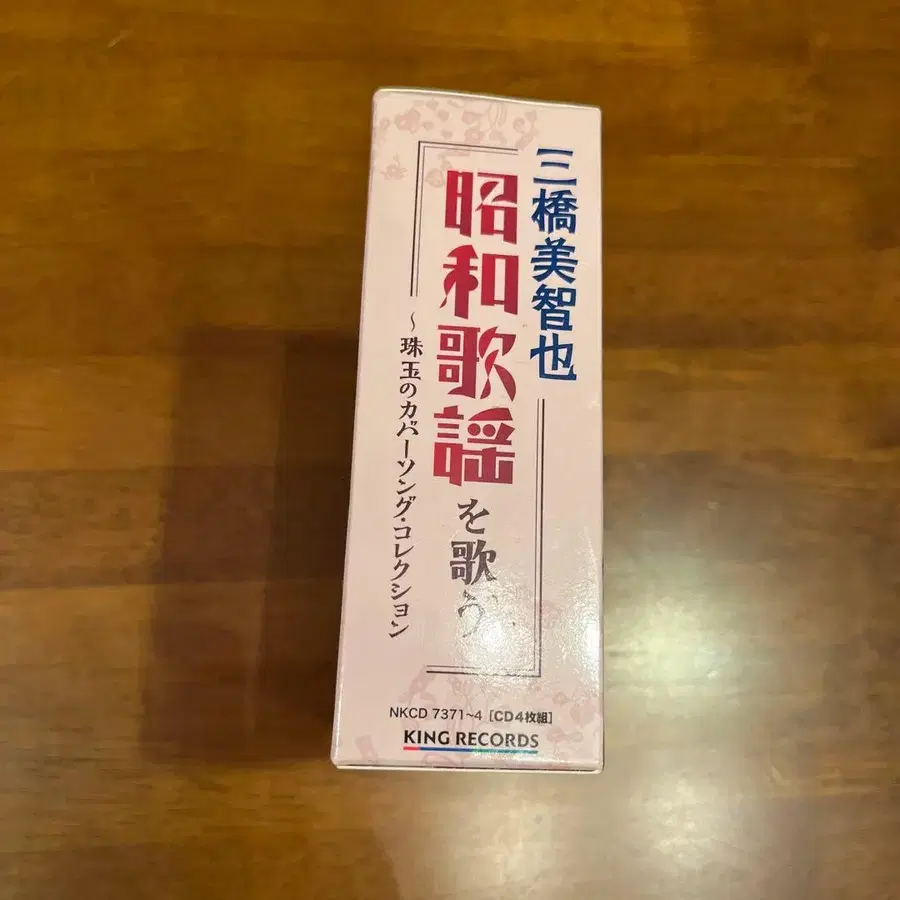 三橋美智也
昭和歌謡を歌う
～珠玉のカバーソング・コレクション
NKCD 7371~4 [CD4枚組]
KING RECORDS